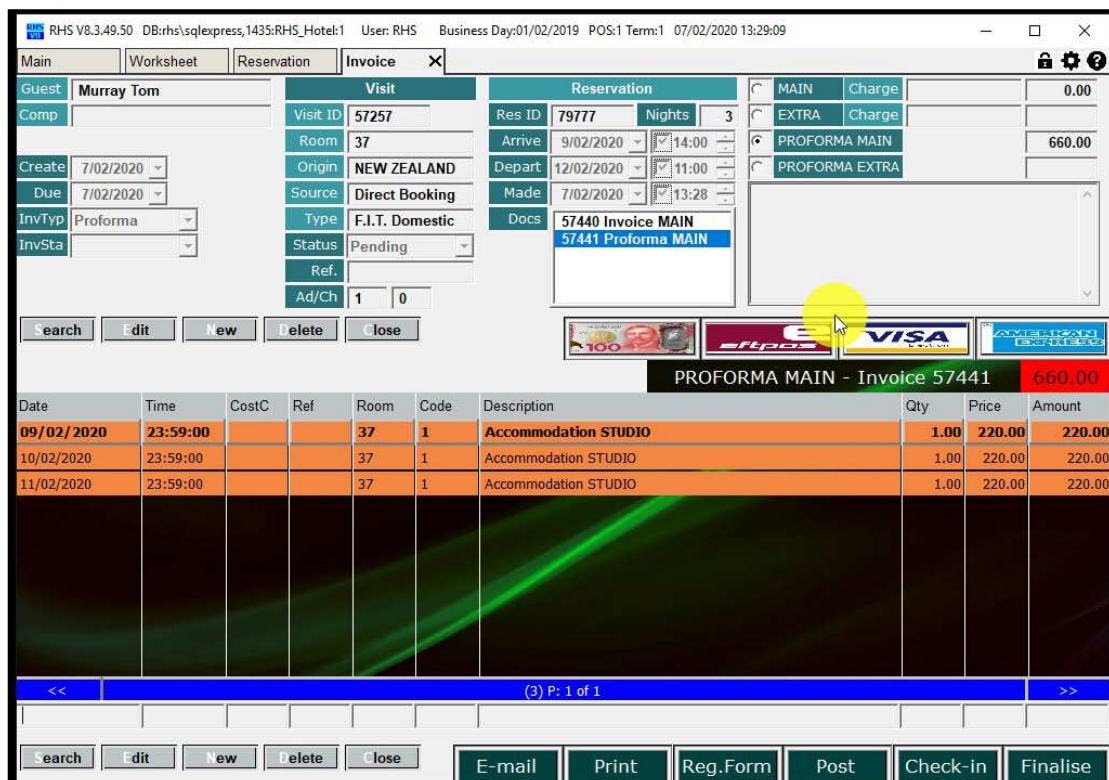 RHS V8.3.49.50 DB:rhs\sqlexpress,1435:RHS_Hotel:1 User: RHS Business Day:01/02/2019 POS:1 Term:1 07/02/2020 13:29:09
Main Worksheet Reservation Invoice X
Guest Murray Tom Visit Reservation MAIN Charge 0.00
Comp Visit ID 57257 Res ID 79777 Nights 3 EXTRA Charge
Room 37 Arrive 9/02/2020 14:00 PROFORMA MAIN 660.00
Create 7/02/2020 Origin NEW ZEALAND Depart 12/02/2020 11:00 PROFORMA EXTRA
Due 7/02/2020 Source Direct Booking Made 7/02/2020 13:28
InvTyp Proforma Type F.I.T. Domestic Docs 57440 Invoice MAIN
57441 Proforma MAIN
InvSta Status Pending
Ref.
Ad/Ch 1 0
Search Edit New Delete Close 100 eftpos VISA AMERICAN EXPRESS
PROFORMA MAIN - Invoice 57441 660.00
Date Time CostC Ref Room Code Description Qty Price Amount
09/02/2020 23:59:00 37 1 Accommodation STUDIO 1.00 220.00 220.00
10/02/2020 23:59:00 37 1 Accommodation STUDIO 1.00 220.00 220.00
11/02/2020 23:59:00 37 1 Accommodation STUDIO 1.00 220.00 220.00
<< (3) P: 1 of 1 >>
Search Edit New Delete Close E-mail Print Reg.Form Post Check-in Finalise